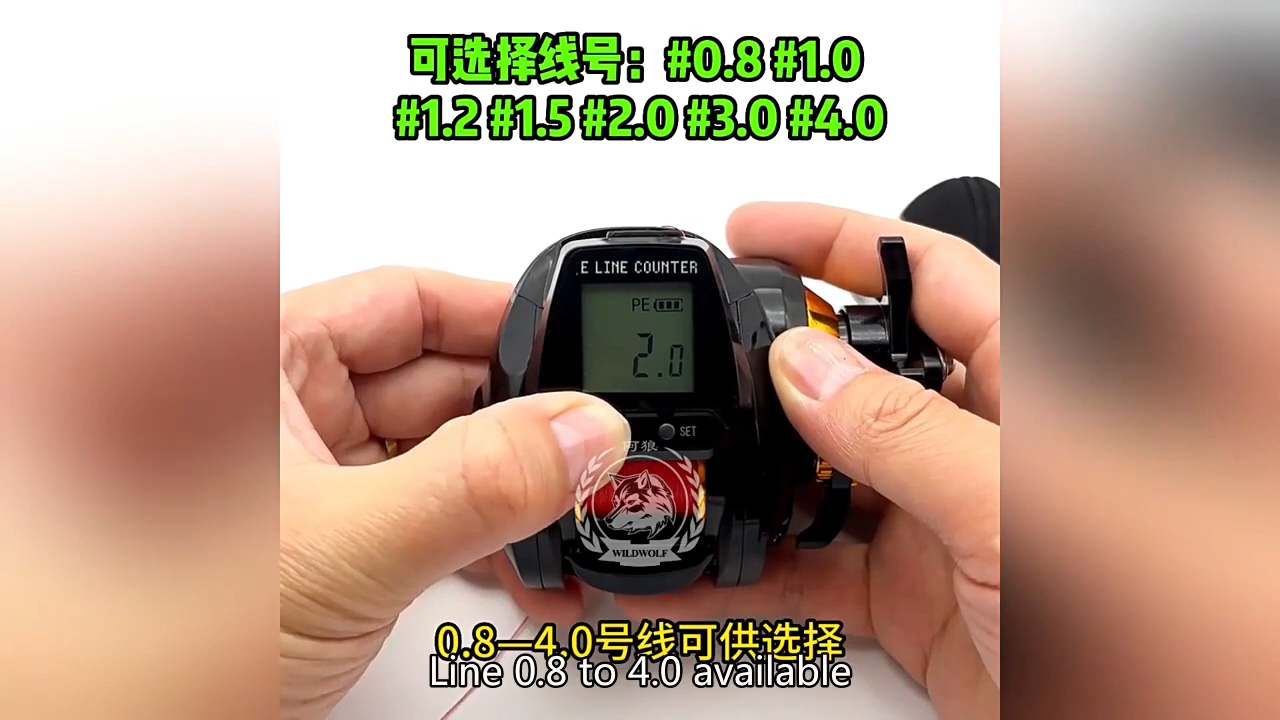 可选择线号：#0.8 #1.0
#1.2 #1.5 #2.0 #3.0 #4.0
E LINE COUNTER
PE
2.0
SET
阿狼
WILDWOLF
0.8—4.0号线可供选择
Line 0.8 to 4.0 available